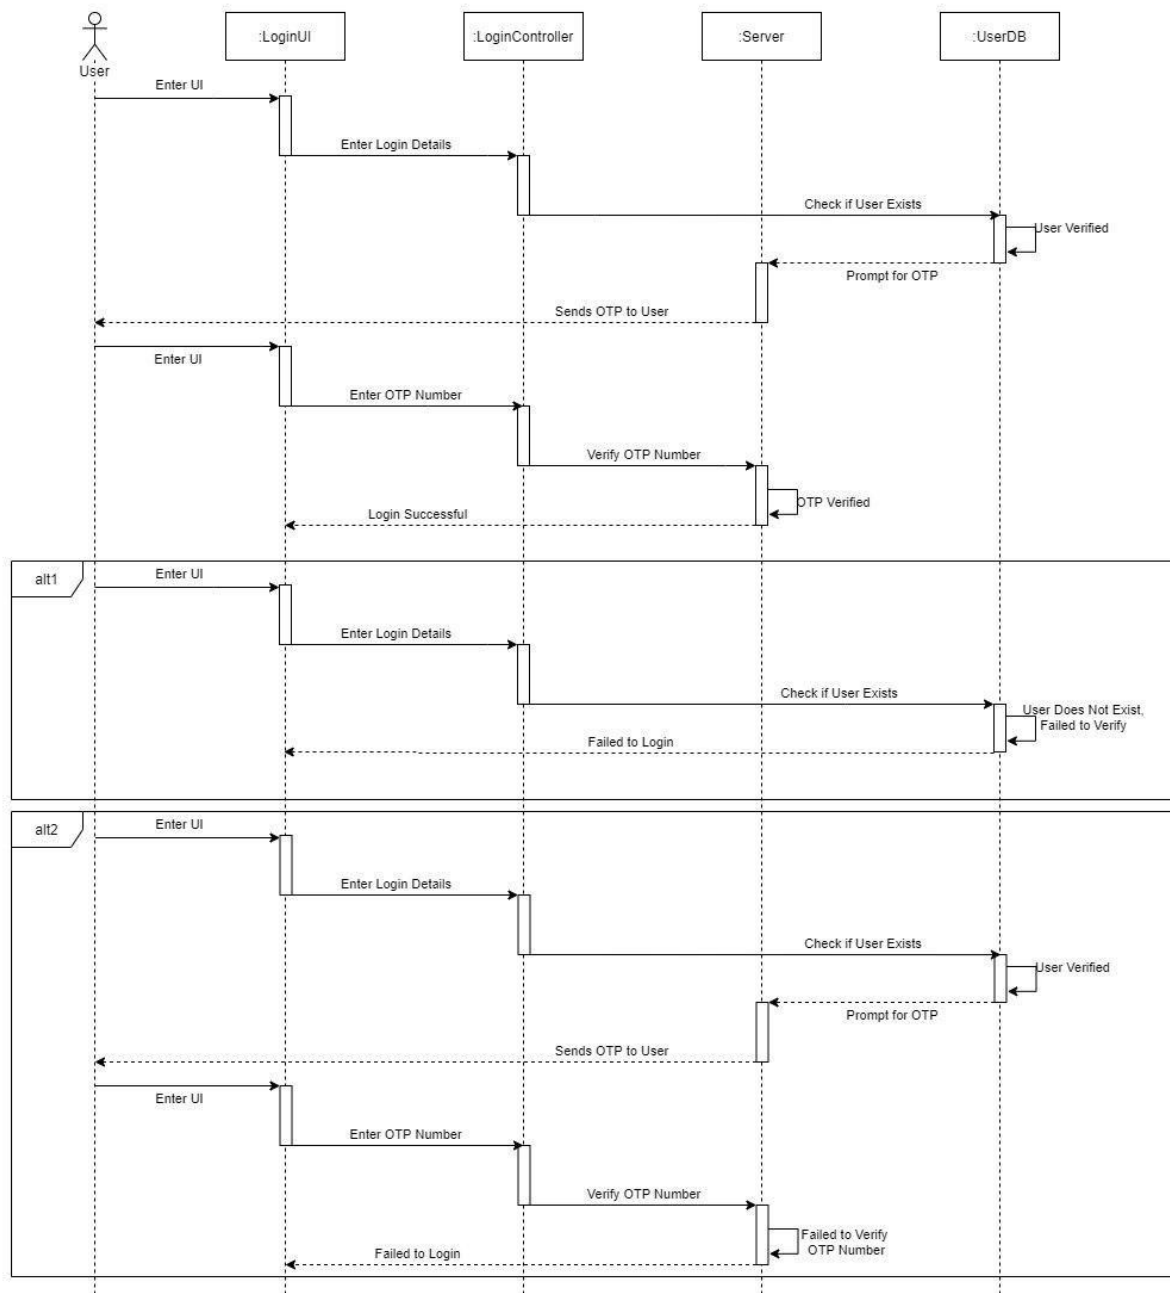 :LoginUI
:LoginController
:Server
:UserDB
User
Enter UI
Enter Login Details
Check if User Exists
User Verified
Prompt for OTP
Sends OTP to User
Enter UI
Enter OTP Number
Verify OTP Number
OTP Verified
Login Successful
alt1
Enter UI
Enter Login Details
Check if User Exists
User Does Not Exist,
Failed to Verify
Failed to Login
alt2
Enter UI
Enter Login Details
Check if User Exists
User Verified
Prompt for OTP
Sends OTP to User
Enter UI
Enter OTP Number
Verify OTP Number
Failed to Verify
OTP Number
Failed to Login